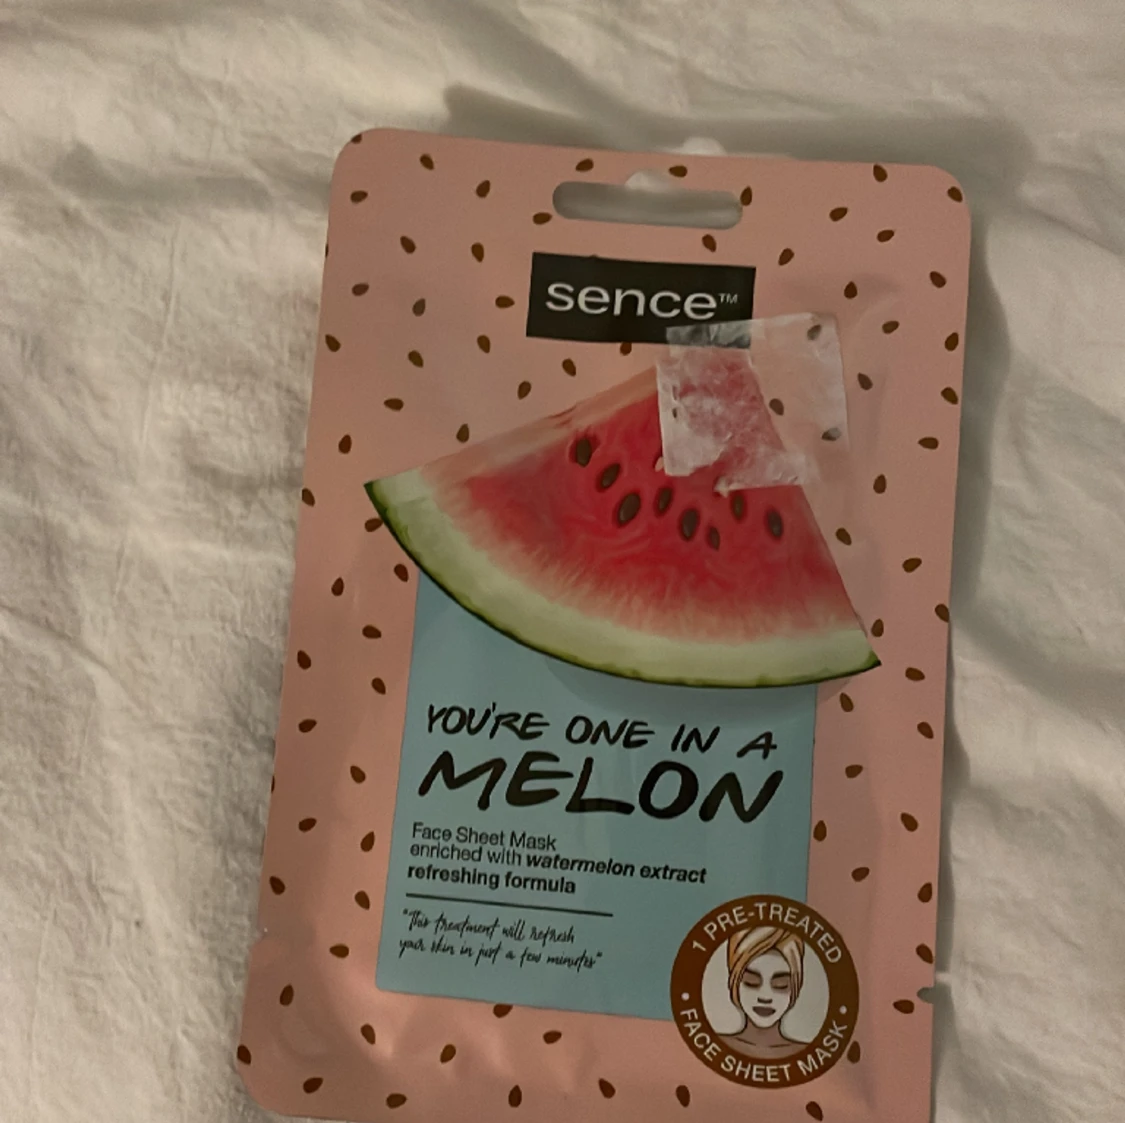 sence™
YOU'RE ONE IN A
MELON
Face Sheet Mask
enriched with watermelon extract
refreshing formula
"This treatment will refresh
your skin in just a few minutes"
1 PRE-TREATED
• FACE SHEET MASK •